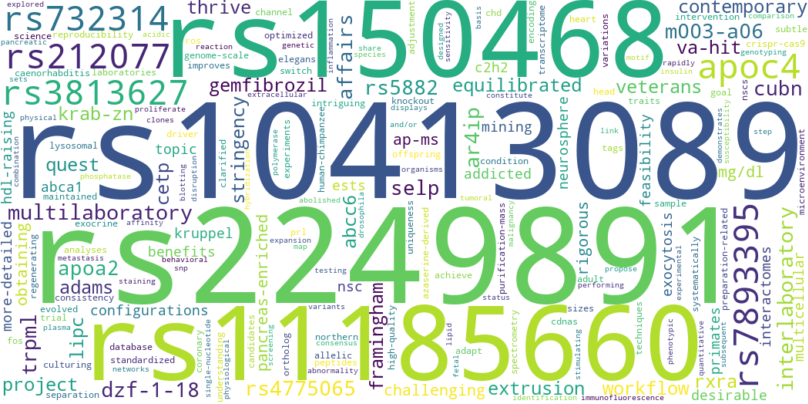 explored
rs732314
thrive
channel
rs150468
contemporary
science
reproducibility
acidic
ros
optimized
basis
chd
heart
intervention
comparison
m003-a06
subtle
pancreatic
reaction
genetic
inflammation
affairs
share
species
adjustment
designed
sensitivity
encoding
transcriptome
variations
motif
rs212077
genome-scale
improves
elegans
switch
c2h2
va-hit
crispr-cas9
rapidly
genotyping
insulin
apoc4
caenorhabditis
laboratories
sets
gemfibrozil
extracellular
rs5882
equilibrated
head
veterans
goal
nscs
cubn
rs3813627
physical
krab-zn
proliferate
clones
intriguing
knockout
displays
constitute
traits
hdl-raising
combination
rs10413089
lysosomal
driver
topic
quest
phosphatase
abca1
maintained
cetp
blotting
disruption
clarified
stringency
polymerase
experiments
human-chimpanzee
and/or
ap-ms
offspring
organisms
selp
ests
abolished
ar4ip
addicted
mining
condition
neurosphere
link
tags
feasibility
demonstrates
susceptibility
step
mg/dl
sample
microenvironment
multilaboratory
exocrine
affinity
kruppel
analyses
metastasis
behavioral
snp
benefits
apoa2
regenerating
adams
staining
consistency
more-detailed
obtaining
rs2249891
prl
expansion
map
testing
nsc
abcc6
drosophila
uniqueness
azaserine-derived
purification-mass
tumoral
malignancy
achieve
status
rigorous
adult
propose
performing
exocytosis
experimental
systematically
preparation-related
primates
subsequent
rs7893395
interactomes
interlaboratory
multicellular
evolved
trial
plasma
fos
configurations
trpml
lipc
database
standardized
networks
culturing
project
separation
rs11185660
dzf-1-18
coronary
single-nucleotide
understanding
physiological
pancreas-enriched
candidates
screening
ortholog
variants
northern
consensus
allelic
peptides
abnormality
rs4775065
framingham
high-quality
lipid
fetal
adapt
challenging
spectrometry
stimulating
cdnas
sizes
techniques
extrusion
identification
immunofluorescence
workflow
phenotypic
quantitative
rxra
desirable